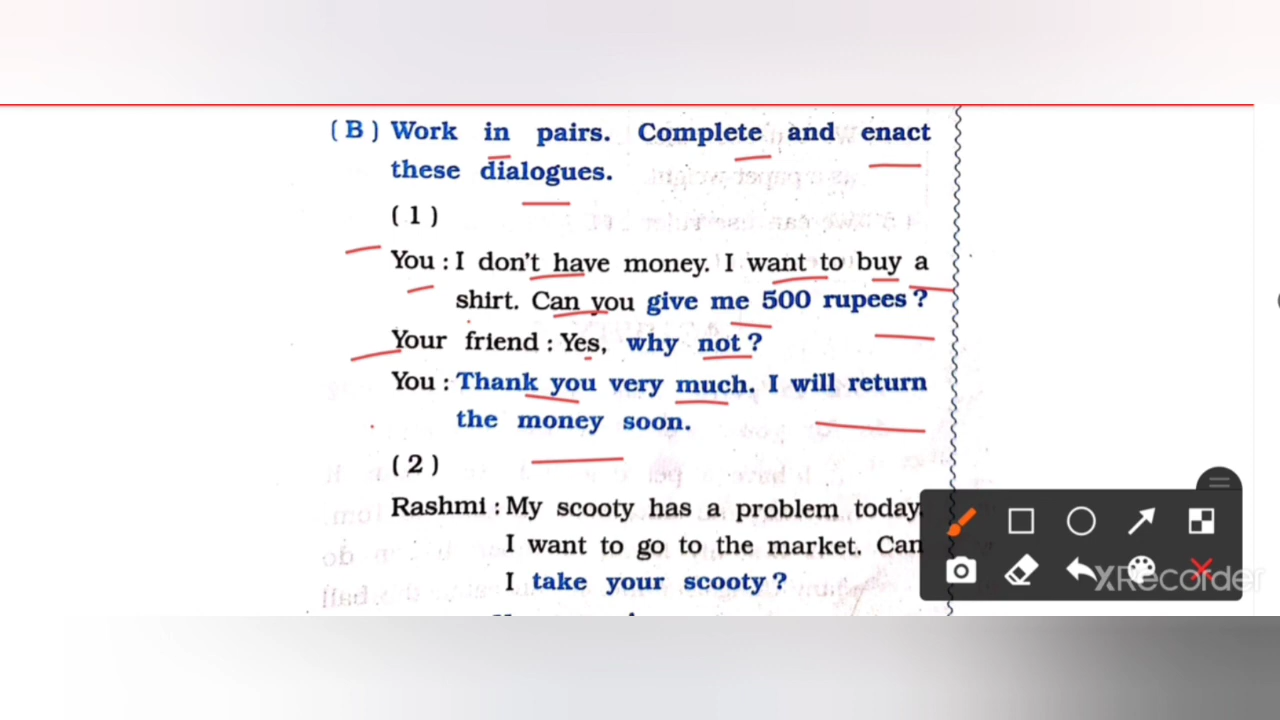 ( B ) Work in pairs. Complete and enact
these dialogues.
( 1 )
You : I don't have money. I want to buy a
shirt. Can you give me 500 rupees ?
Your friend : Yes, why not ?
You : Thank you very much. I will return
the money soon.
( 2 )
Rashmi : My scooty has a problem today.
I want to go to the market. Can
I take your scooty ?
XRecorder